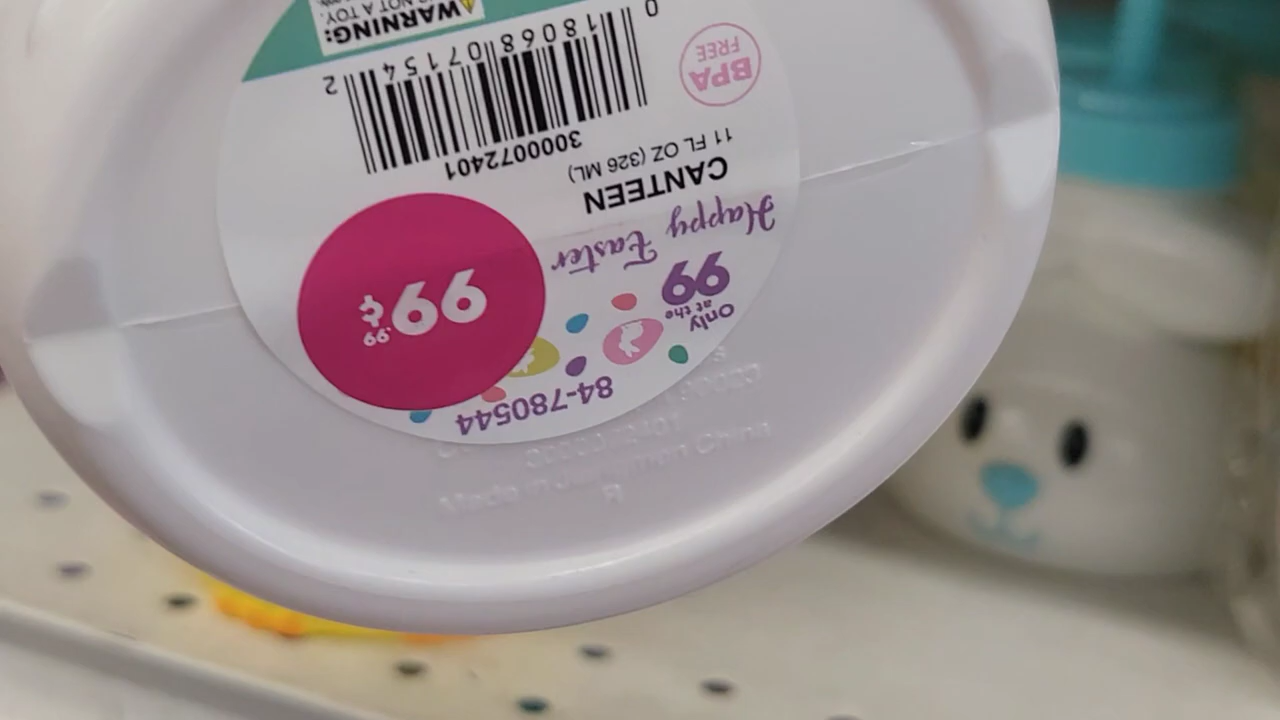 84-780544
only
at the
99
Happy Easter
CANTEEN
11 FL OZ (326 ML)
99¢
.99
3000072401
BPA
FREE
0 18068 07154 2
WARNING:
NOT A TOY.
Made in China